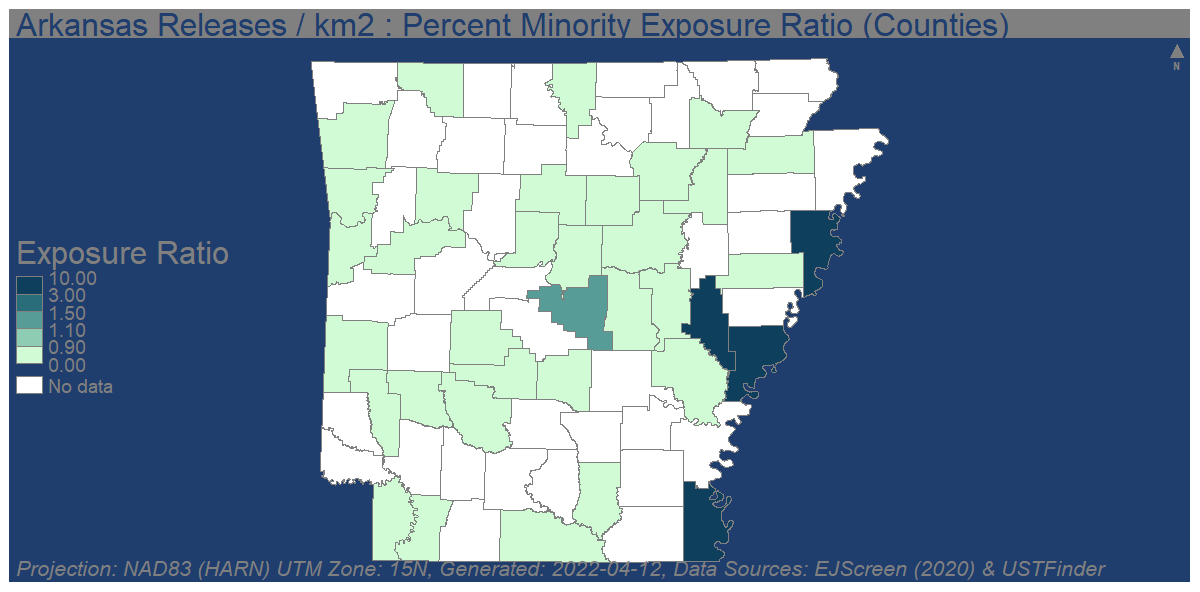 Arkansas Releases / km2 : Percent Minority Exposure Ratio (Counties)
N
Exposure Ratio
10.00
3.00
1.50
1.10
0.90
0.00
No data
Projection: NAD83 (HARN) UTM Zone: 15N, Generated: 2022-04-12, Data Sources: EJScreen (2020) & USTFinder